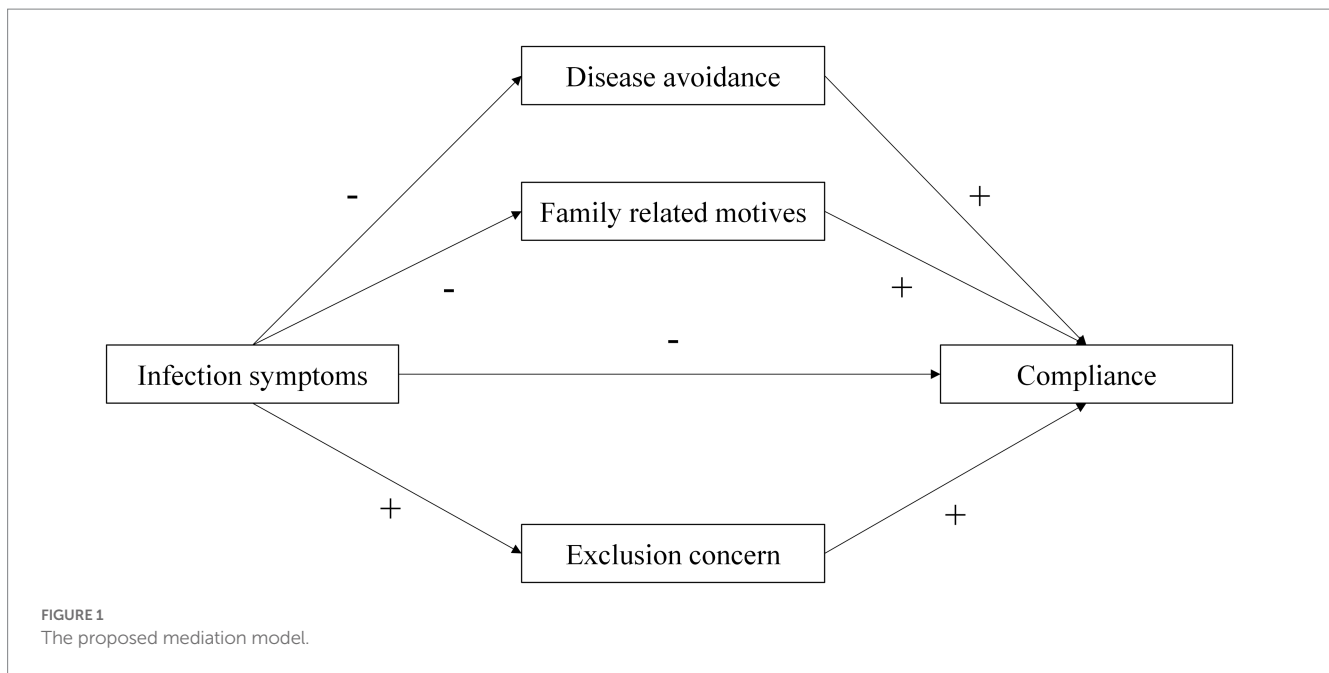 Disease avoidance
-
+
Family related motives
-
+
-
Infection symptoms
Compliance
+
+
Exclusion concern
FIGURE 1
The proposed mediation model.